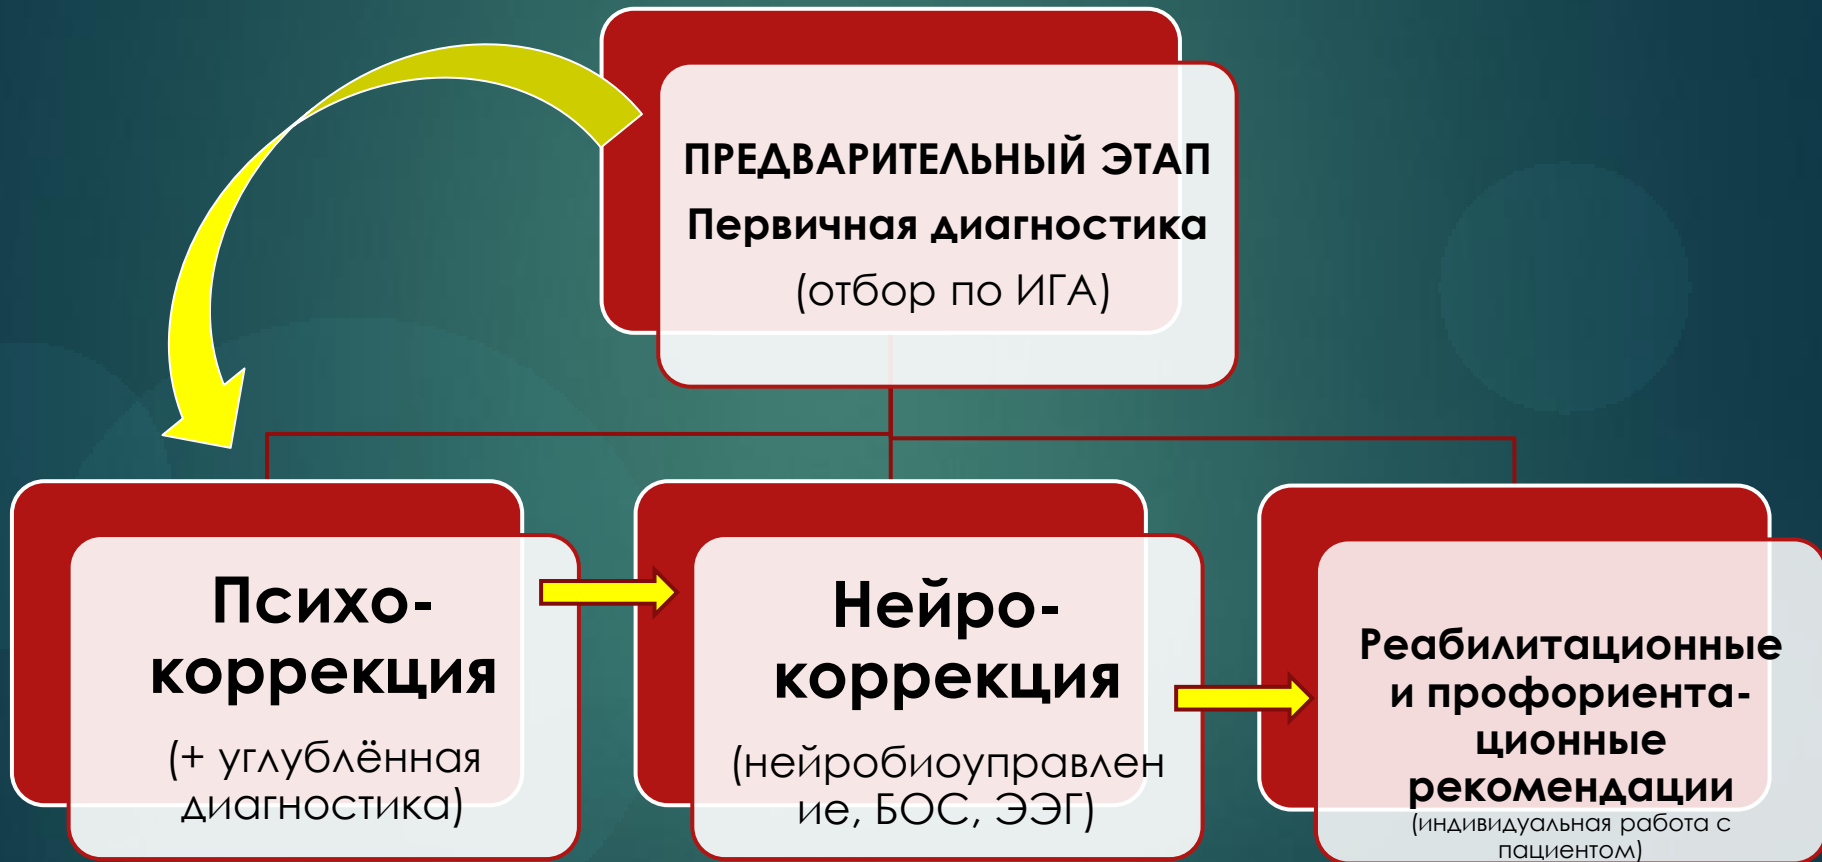 ПРЕДВАРИТЕЛЬНЫЙ ЭТАП
Первичная диагностика
(отбор по ИГА)
Психо-
коррекция
(+ углублённая
диагностика)
Нейро-
коррекция
(нейробиоуправлен
ие, БОС, ЭЭГ)
Реабилитационные
и профориента-
ционные
рекомендации
(индивидуальная работа с
пациентом)